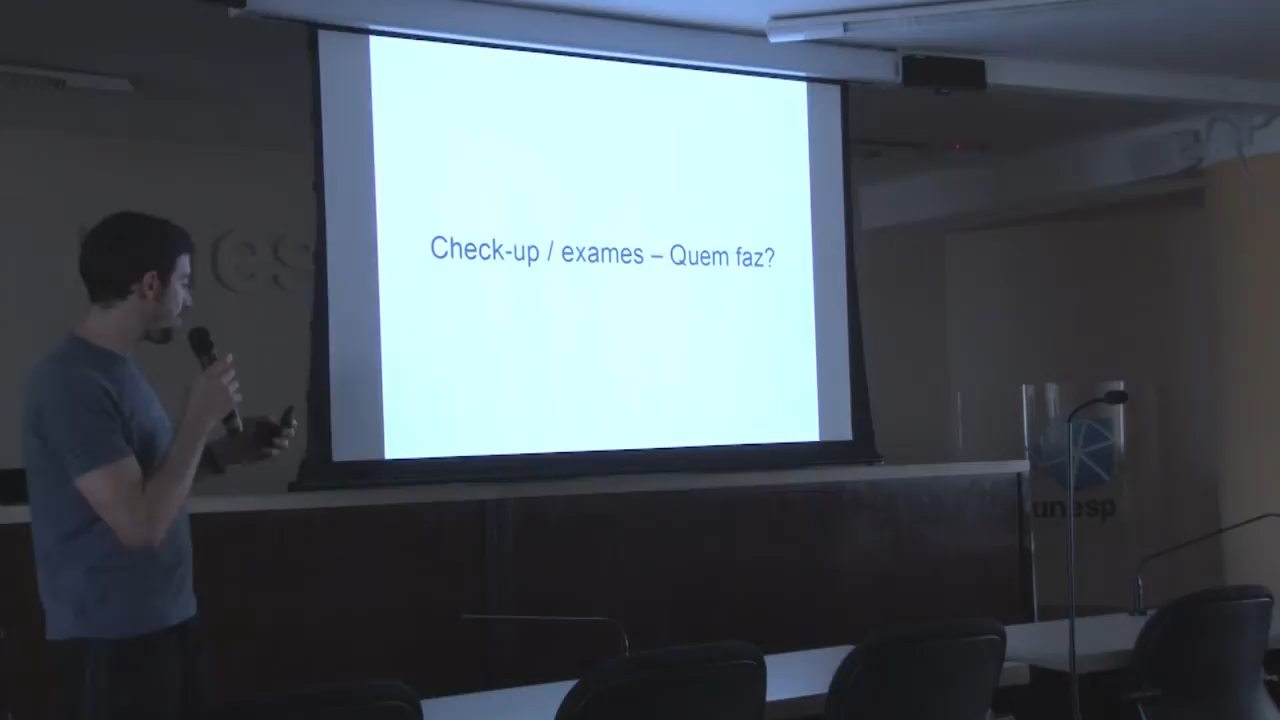 Check-up / exames – Quem faz?
unesp